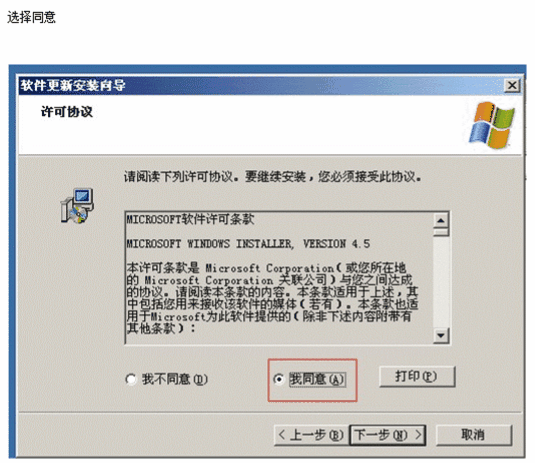 选择同意
软件更新安装向导
许可协议
请阅读下列许可协议。要继续安装，您必须接受此协议。
MICROSOFT软件许可条款
MICROSOFT WINDOWS INSTALLER, VERSION 4.5
本许可条款是 Microsoft Corporation（或您所在地
的 Microsoft Corporation 关联公司）与您之间达成
的协议。请阅读本条款的内容。本条款适用于上述，其
中包括您用来接收该软件的媒体（若有）。本条款也适
用于Microsoft为此软件提供的（除非下述内容附带有
其他条款）：
我不同意(D) 我同意(A) 打印(P)
< 上一步(B) 下一步(N) > 取消